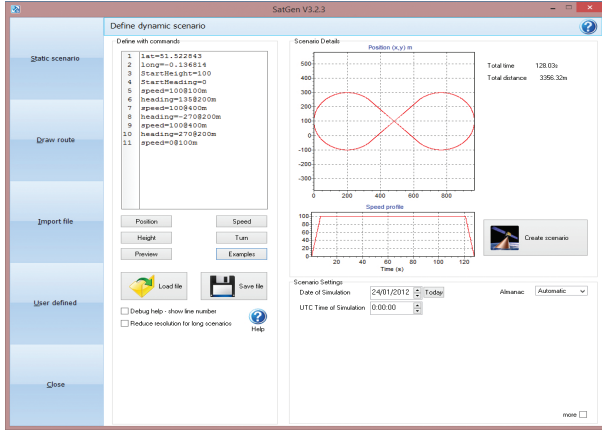 SatGen V3.2.3
Define dynamic scenario
Static scenario
Draw route
Import file
User defined
Close
Define with commands
1 lat=51.522843
2 long=-0.136814
3 StartHeight=100
4 StartHeading=0
5 speed=100@100m
6 heading=135@200m
7 speed=100@400m
8 heading=-270@200m
9 speed=100@400m
10 heading=270@200m
11 speed=0@100m
Position
Speed
Height
Turn
Preview
Examples
Load file
Save file
Debug help - show line number
Reduce resolution for long scenarios
Help
Scenario Details
Position (x,y) m
500
400
300
200
100
0
-100
-200
-300
0 200 400 600 800
Total time 128.03s
Total distance 3356.32m
Speed profile
100
80
60
40
20
0
20 40 60 80 100 120
Time (s)
Create scenario
Scenario Settings
Date of Simulation 24/01/2012 Today
Almanac Automatic
UTC Time of Simulation 0:00:00
more